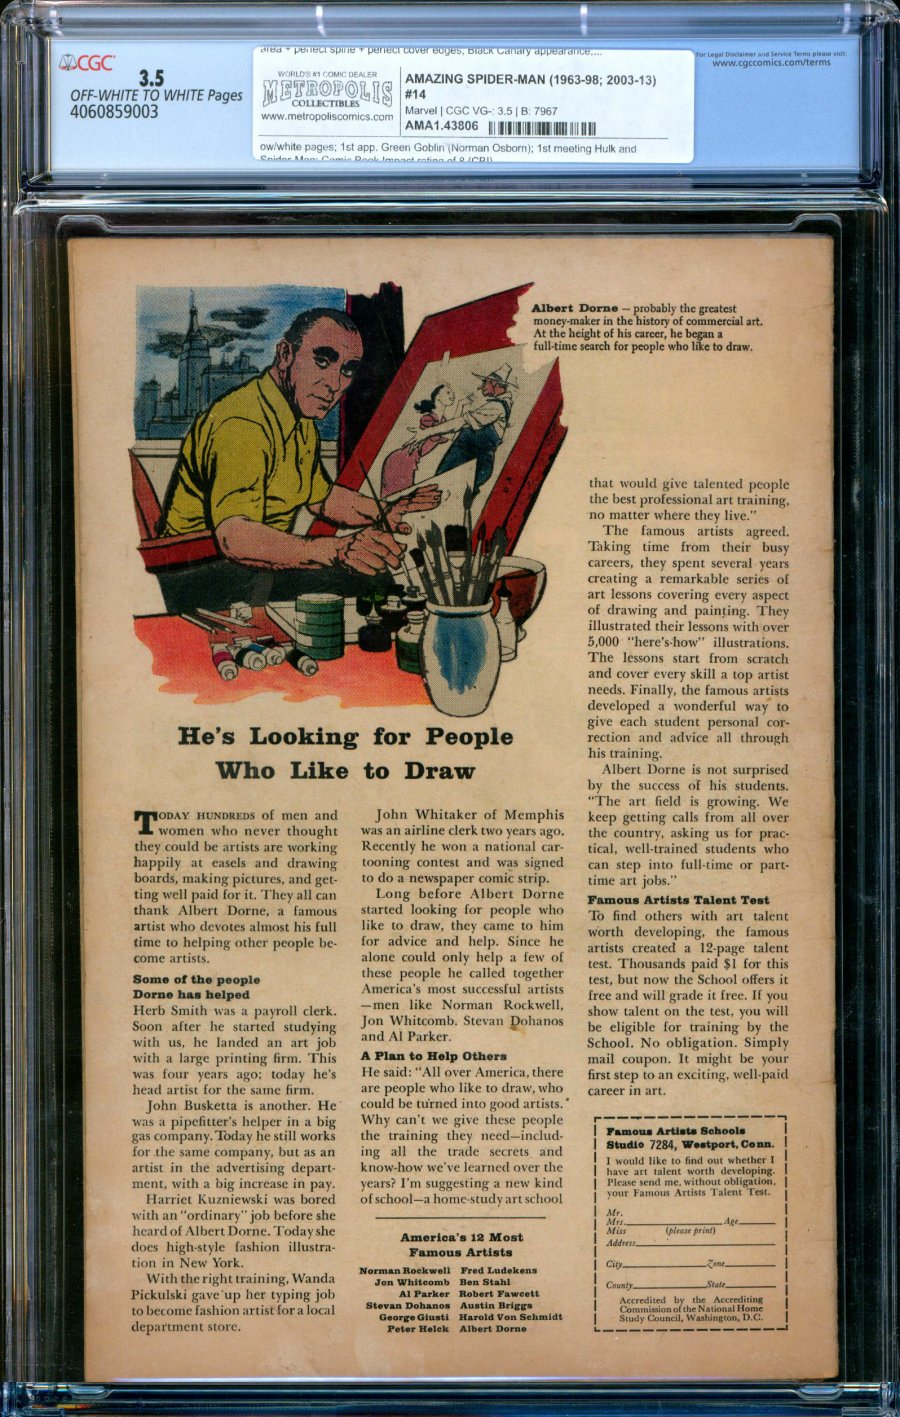 CGC
3.5
OFF-WHITE TO WHITE Pages
4060859003
area + perfect spine + perfect cover edges; Black Canary appearance;...
WORLD'S #1 COMIC DEALER
METROPOLIS
COLLECTIBLES
www.metropoliscomics.com
AMAZING SPIDER-MAN (1963-98; 2003-13)
#14
Marvel | CGC VG-: 3.5 | B: 7967
AMA1.43806
ow/white pages; 1st app. Green Goblin (Norman Osborn); 1st meeting Hulk and
Spider-Man; Comic Book Impact rating of 8 (CBI)
For Legal Disclaimer and Service Terms please visit:
www.cgccomics.com/terms
Albert Dorne – probably the greatest
money-maker in the history of commercial art.
At the height of his career, he began a
full-time search for people who like to draw.
He's Looking for People
Who Like to Draw
TODAY HUNDREDS of men and
women who never thought
they could be artists are working
happily at easels and drawing
boards, making pictures, and get-
ting well paid for it. They all can
thank Albert Dorne, a famous
artist who devotes almost his full
time to helping other people be-
come artists.
Some of the people
Dorne has helped
Herb Smith was a payroll clerk.
Soon after he started studying
with us, he landed an art job
with a large printing firm. This
was four years ago; today he's
head artist for the same firm.
John Busketta is another. He
was a pipefitter's helper in a big
gas company. Today he still works
for the same company, but as an
artist in the advertising depart-
ment, with a big increase in pay.
Harriet Kuzniewski was bored
with an "ordinary" job before she
heard of Albert Dorne. Today she
does high-style fashion illustra-
tion in New York.
With the right training, Wanda
Pickulski gave up her typing job
to become fashion artist for a local
department store.
John Whitaker of Memphis
was an airline clerk two years ago.
Recently he won a national car-
tooning contest and was signed
to do a newspaper comic strip.
Long before Albert Dorne
started looking for people who
like to draw, they came to him
for advice and help. Since he
alone could only help a few of
these people he called together
America's most successful artists
—men like Norman Rockwell,
Jon Whitcomb. Stevan Dohanos
and Al Parker.
A Plan to Help Others
He said: "All over America, there
are people who like to draw, who
could be turned into good artists."
Why can't we give these people
the training they need—includ-
ing all the trade secrets and
know-how we've learned over the
years? I'm suggesting a new kind
of school—a home-study art school
America's 12 Most
Famous Artists
Norman Rockwell Fred Ludekens
Jon Whitcomb Ben Stahl
Al Parker Robert Fawcett
Stevan Dohanos Austin Briggs
George Giusti Harold Von Schmidt
Peter Helck Albert Dorne
that would give talented people
the best professional art training,
no matter where they live."
The famous artists agreed.
Taking time from their busy
careers, they spent several years
creating a remarkable series of
art lessons covering every aspect
of drawing and painting. They
illustrated their lessons with over
5,000 "here's-how" illustrations.
The lessons start from scratch
and cover every skill a top artist
needs. Finally, the famous artists
developed a wonderful way to
give each student personal cor-
rection and advice all through
his training.
Albert Dorne is not surprised
by the success of his students.
"The art field is growing. We
keep getting calls from all over
the country, asking us for prac-
tical, well-trained students who
can step into full-time or part-
time art jobs."
Famous Artists Talent Test
To find others with art talent
worth developing, the famous
artists created a 12-page talent
test. Thousands paid $1 for this
test, but now the School offers it
free and will grade it free. If you
show talent on the test, you will
be eligible for training by the
School. No obligation. Simply
mail coupon. It might be your
first step to an exciting, well-paid
career in art.
Famous Artists Schools
Studio 7284, Westport, Conn.
I would like to find out whether I
have art talent worth developing.
Please send me, without obligation,
your Famous Artists Talent Test.
Mr.
Mrs. Age
Miss (please print)
Address
City Zone
County State
Accredited by the Accrediting
Commission of the National Home
Study Council, Washington, D.C.